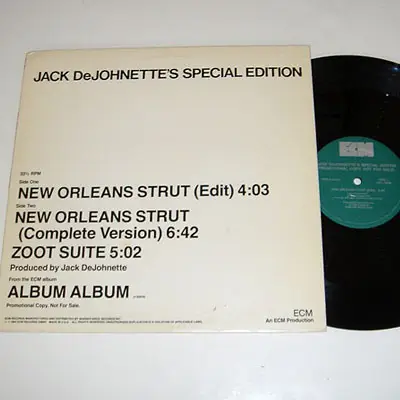 JACK DeJOHNETTE'S SPECIAL EDITION
33⅓ RPM
Side One
NEW ORLEANS STRUT (Edit) 4:03
Side Two
NEW ORLEANS STRUT
(Complete Version) 6:42
ZOOT SUITE 5:02
Produced by Jack DeJohnette
From the ECM album
ALBUM ALBUM
Promotional Copy. Not For Sale.
ECM
An ECM Production
ECM